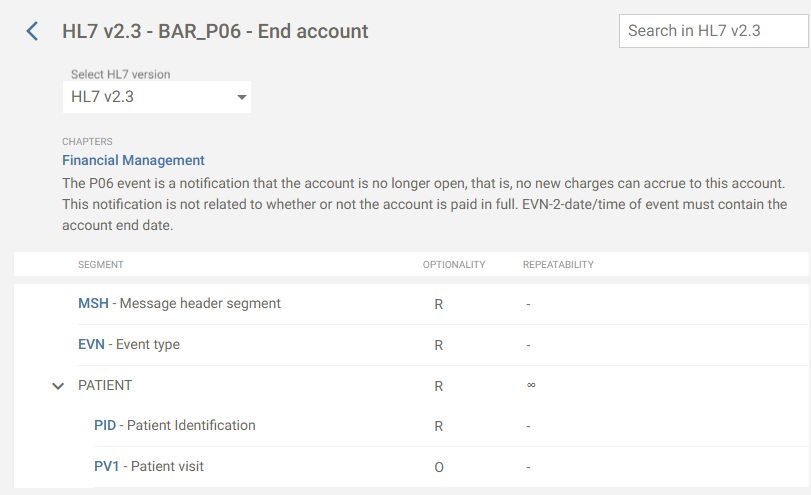 HL7 v2.3 - BAR_P06 - End account
Search in HL7 v2.3
Select HL7 version
HL7 v2.3
CHAPTERS
Financial Management
The P06 event is a notification that the account is no longer open, that is, no new charges can accrue to this account.
This notification is not related to whether or not the account is paid in full. EVN-2-date/time of event must contain the
account end date.
SEGMENT OPTIONALITY REPEATABILITY
MSH - Message header segment R -
EVN - Event type R -
PATIENT R ∞
PID - Patient Identification R -
PV1 - Patient visit O -